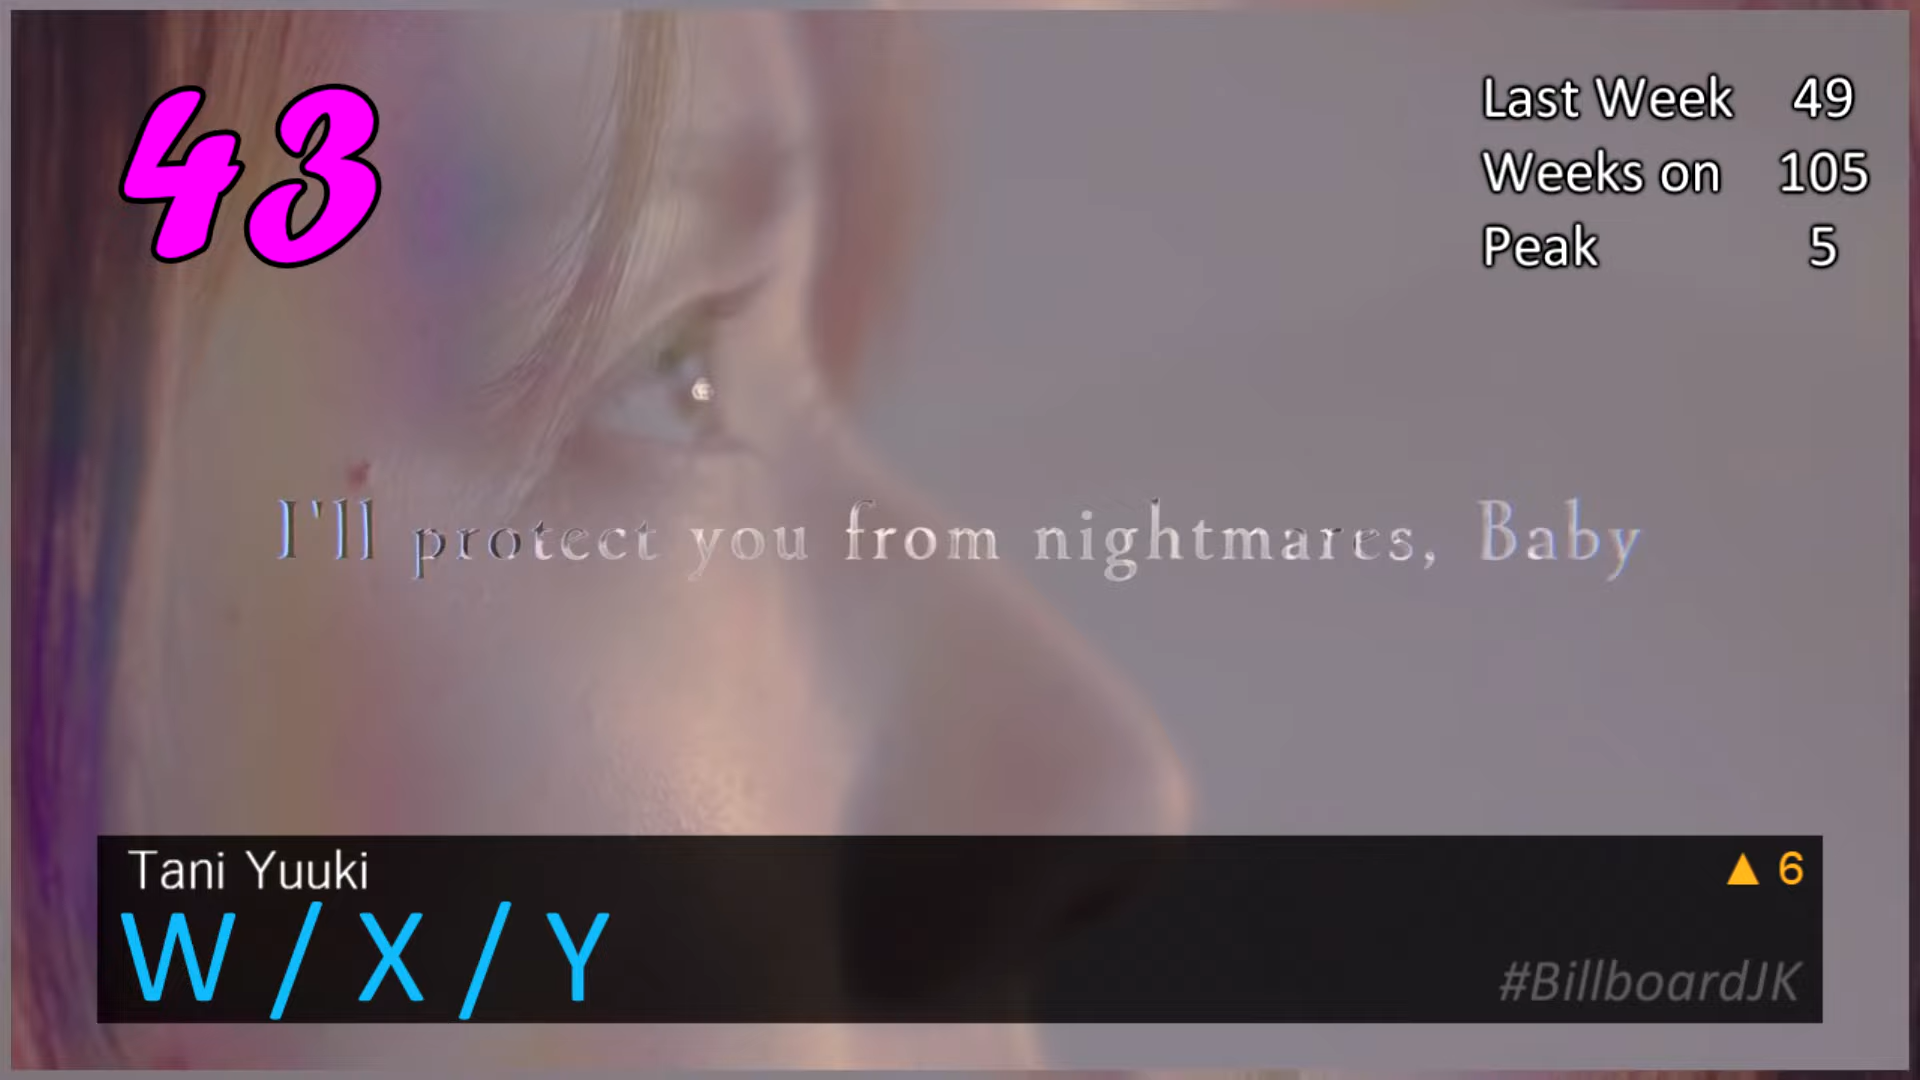 43
Last Week 49
Weeks on 105
Peak 5
I'll protect you from nightmares, Baby
Tani Yuuki
▲ 6
W / X / Y
#BillboardJK